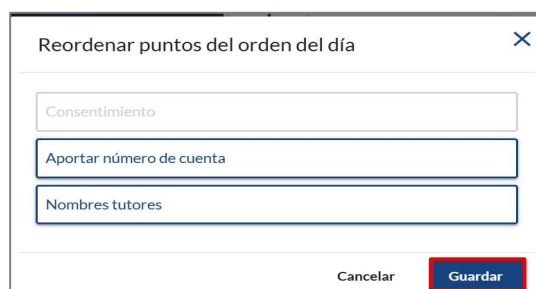 Reordenar puntos del orden del día
Consentimiento
Aportar número de cuenta
Nombres tutores
Cancelar Guardar